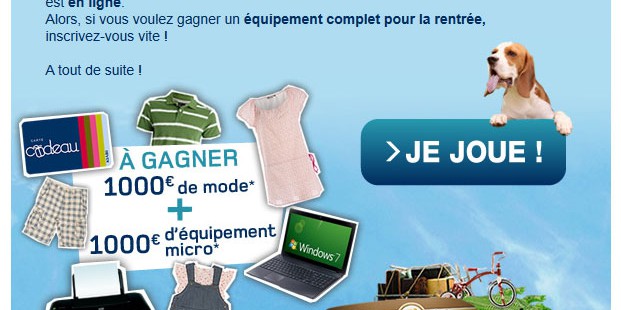 est en ligne.
Alors, si vous voulez gagner un équipement complet pour la rentrée,
inscrivez-vous vite !
A tout de suite !
CARTE
Cadeau
À GAGNER
1000€ de mode*
+
1000€ d'équipement
micro*
> JE JOUE !
Windows 7